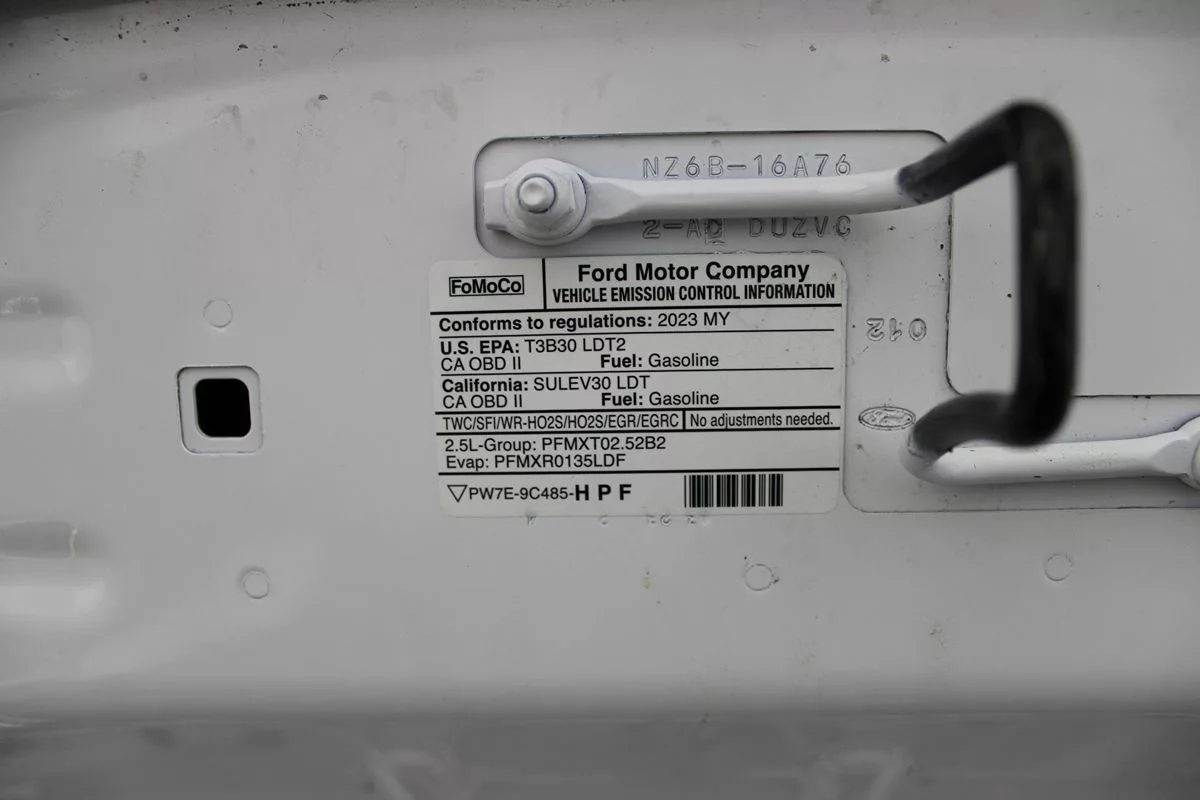 NZ6B-16A76
2-AC DUZVC
FoMoCo
Ford Motor Company
VEHICLE EMISSION CONTROL INFORMATION
Conforms to regulations: 2023 MY
U.S. EPA: T3B30 LDT2
CA OBD II Fuel: Gasoline
California: SULEV30 LDT
CA OBD II Fuel: Gasoline
TWC/SFI/WR-HO2S/HO2S/EGR/EGRC No adjustments needed.
2.5L-Group: PFMXT02.52B2
Evap: PFMXR0135LDF
PW7E-9C485-H P F
012
Ford